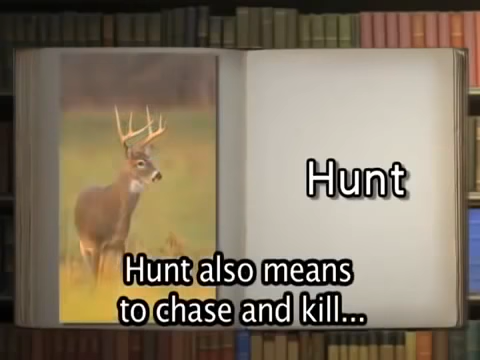 Hunt
Hunt also means
to chase and kill...